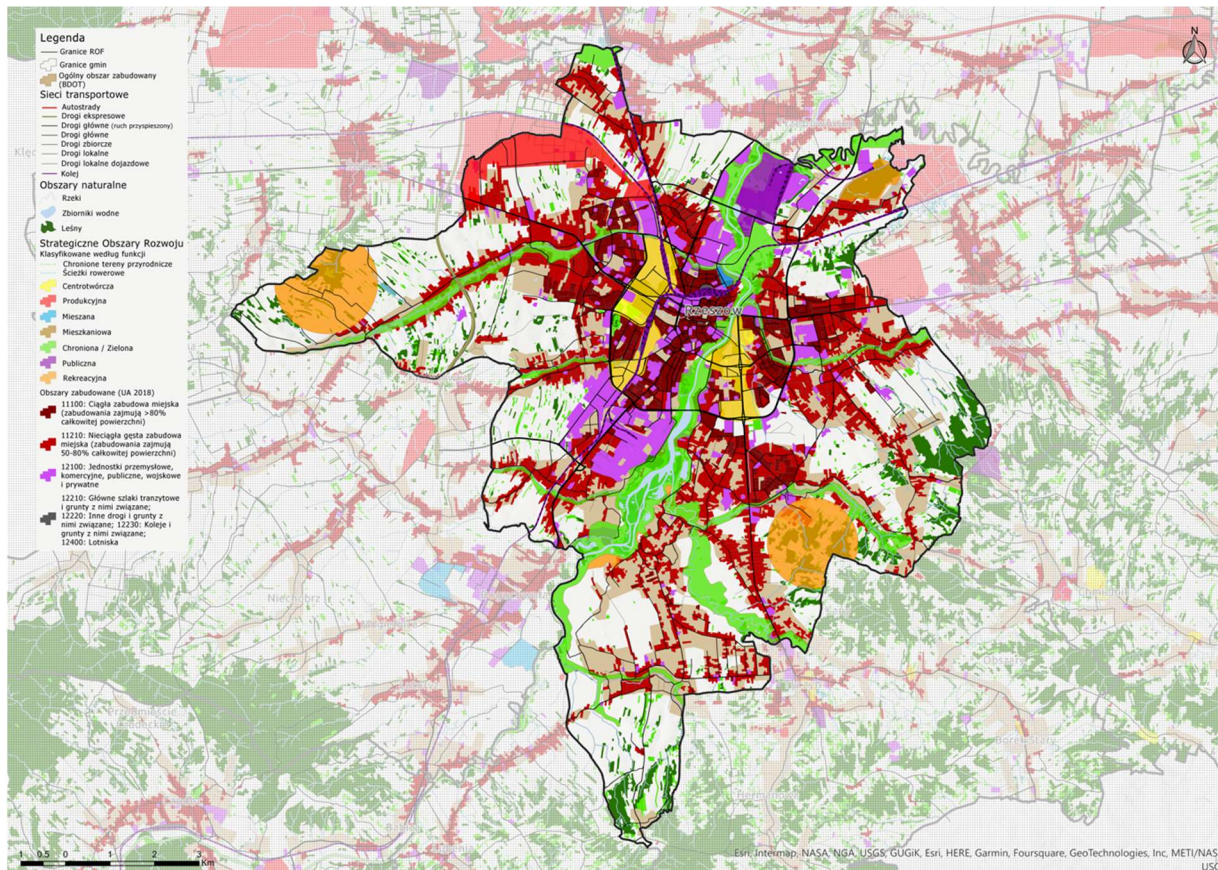 Legenda
Granice ROF
Granice gmin
Ogólny obszar zabudowany
(BDOT)
Sieci transportowe
Autostrady
Drogi ekspresowe
Drogi główne (ruch przyspieszony)
Drogi główne
Drogi zbiorcze
Drogi lokalne
Drogi lokalne dojazdowe
Kolej
Obszary naturalne
Rzeki
Zbiorniki wodne
Leśny
Strategiczne Obszary Rozwoju
Klasyfikowane według funkcji
Chronione tereny przyrodnicze
Ścieżki rowerowe
Centrotwórcza
Produkcyjna
Mieszana
Mieszkaniowa
Chroniona / Zielona
Publiczna
Rekreacyjna
Obszary zabudowane (UA 2018)
11100: Ciągła zabudowa miejska
(zabudowania zajmują >80%
całkowitej powierzchni)
11210: Nieciągła gęsta zabudowa
miejska (zabudowania zajmują
50-80% całkowitej powierzchni)
12100: Jednostki przemysłowe,
komercyjne, publiczne, wojskowe
i prywatne
12210: Główne szlaki tranzytowe
i grunty z nimi związane;
12220: Inne drogi i grunty z
nimi związane; 12230: Koleje i
grunty z nimi związane;
12400: Lotniska
N
Rzeszów
Niechobrz
1 0.5 0 1 2 3
Km
Esri, Intermap, NASA, NGA, USGS, GUGiK, Esri, HERE, Garmin, Foursquare, GeoTechnologies, Inc, METI/NAS
USG